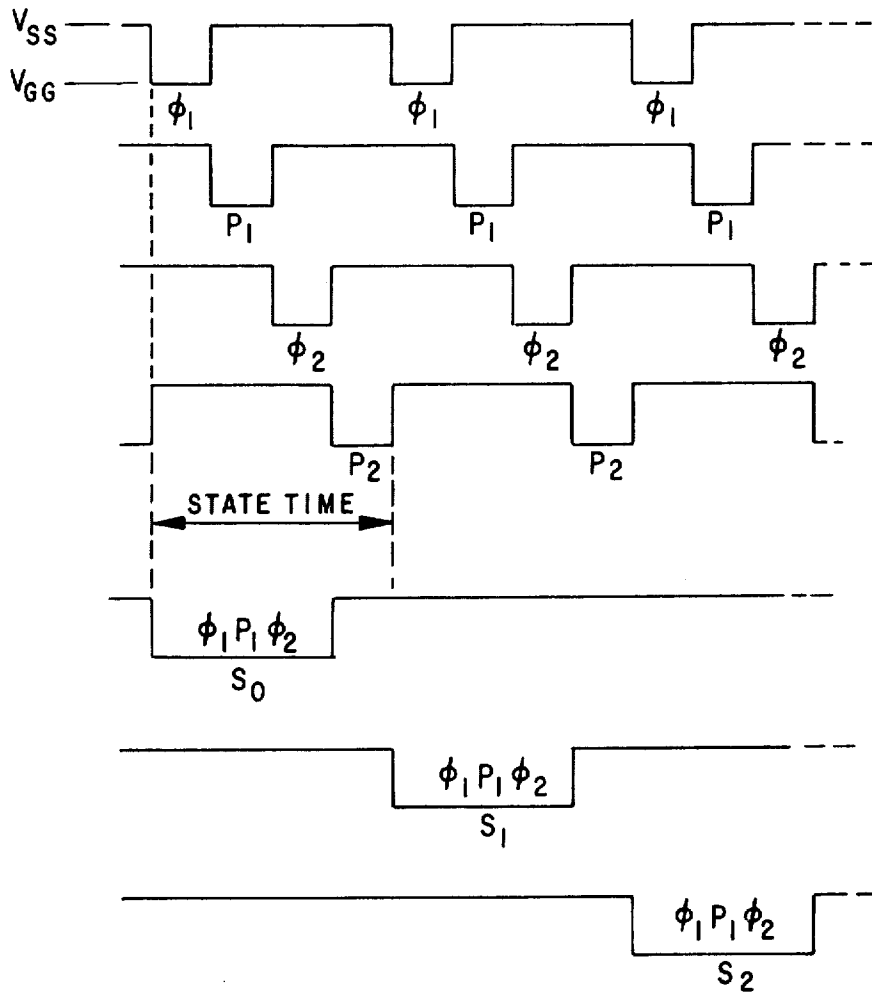 VSS
VGG
ϕ1 ϕ1 ϕ1
P1 P1 P1
ϕ2 ϕ2 ϕ2
P2 P2
STATE TIME
ϕ1 P1 ϕ2
S0
ϕ1 P1 ϕ2
S1
ϕ1 P1 ϕ2
S2